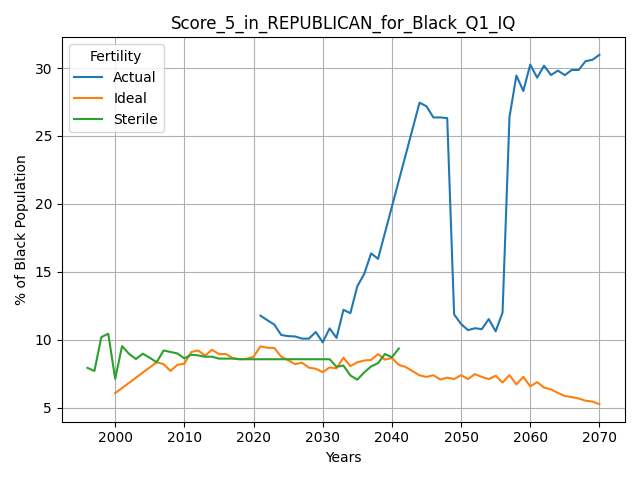 Score_5_in_REPUBLICAN_for_Black_Q1_IQ
Fertility
Actual
Ideal
Sterile
% of Black Population
30
25
20
15
10
5
2000 2010 2020 2030 2040 2050 2060 2070
Years